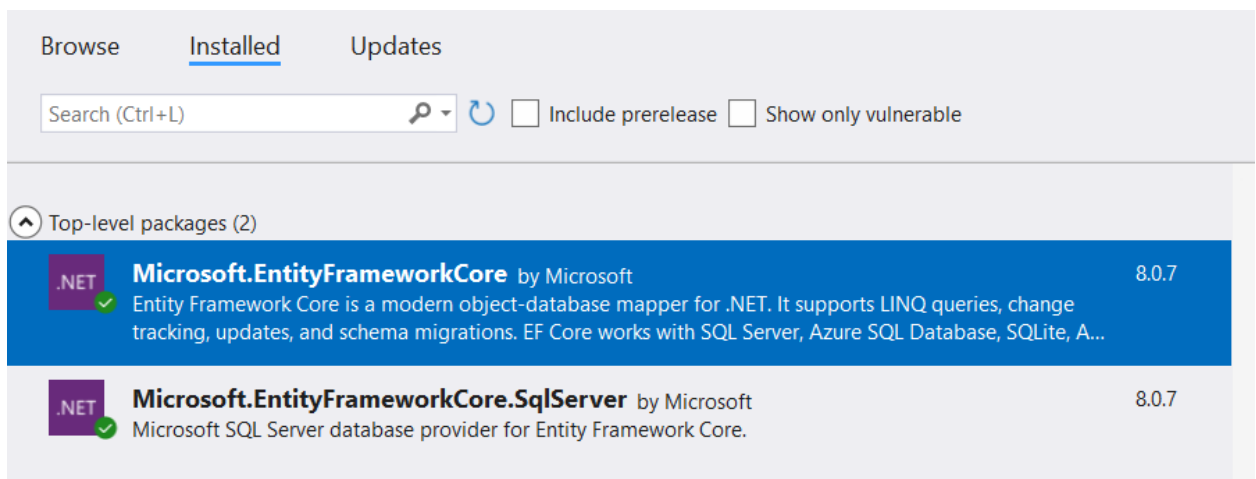 Browse Installed Updates
Search (Ctrl+L) Include prerelease Show only vulnerable
Top-level packages (2)
.NET Microsoft.EntityFrameworkCore by Microsoft 8.0.7
Entity Framework Core is a modern object-database mapper for .NET. It supports LINQ queries, change
tracking, updates, and schema migrations. EF Core works with SQL Server, Azure SQL Database, SQLite, A...
.NET Microsoft.EntityFrameworkCore.SqlServer by Microsoft 8.0.7
Microsoft SQL Server database provider for Entity Framework Core.